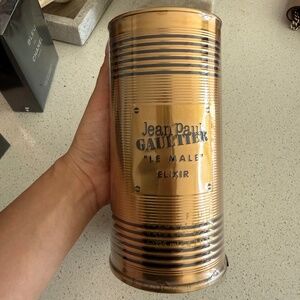 Jean Paul
GAULTIER
"LE MALE"
ELIXIR